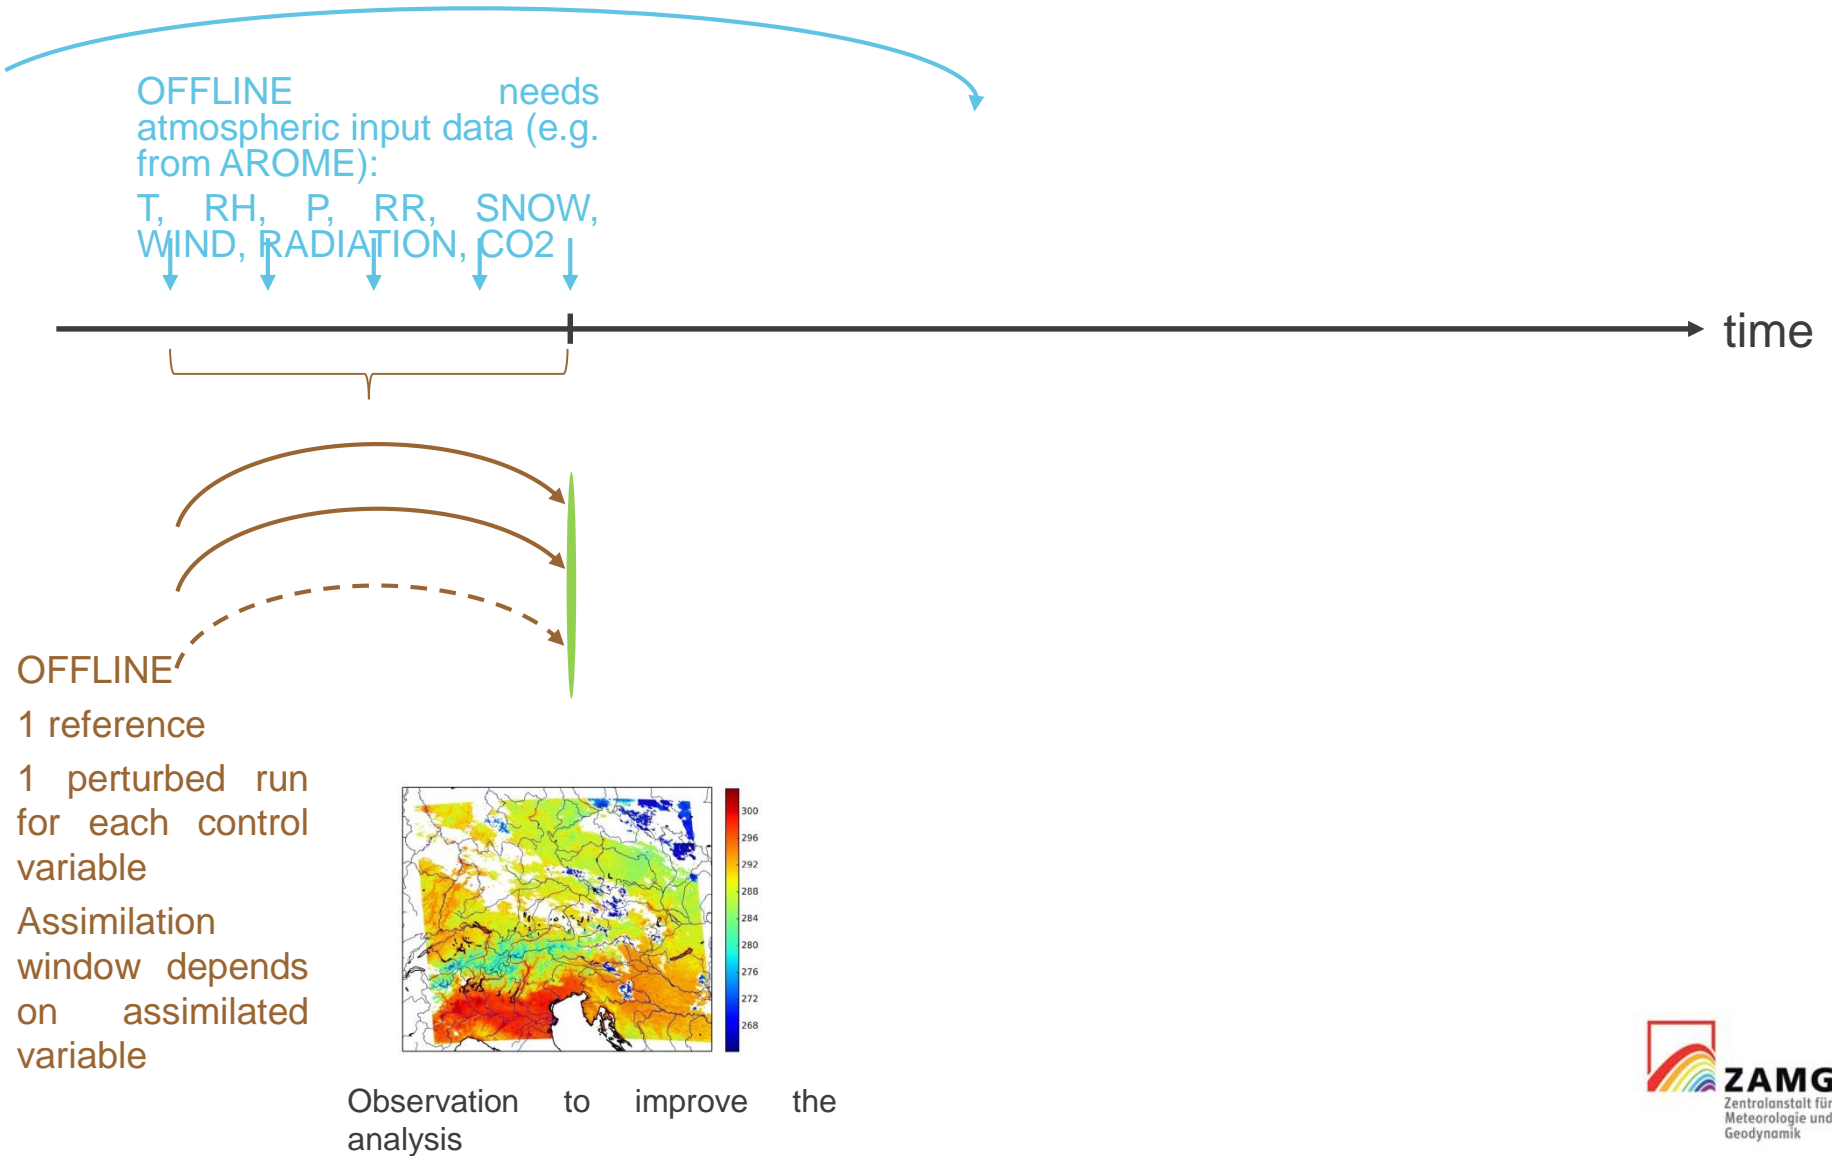 OFFLINE needs
atmospheric input data (e.g.
from AROME):
T, RH, P, RR, SNOW,
WIND, RADIATION, CO2
time
OFFLINE
1 reference
1 perturbed run
for each control
variable
Assimilation
window depends
on assimilated
variable
300
296
292
288
284
280
276
272
268
Observation to improve the
analysis
ZAMG
Zentralanstalt für
Meteorologie und
Geodynamik